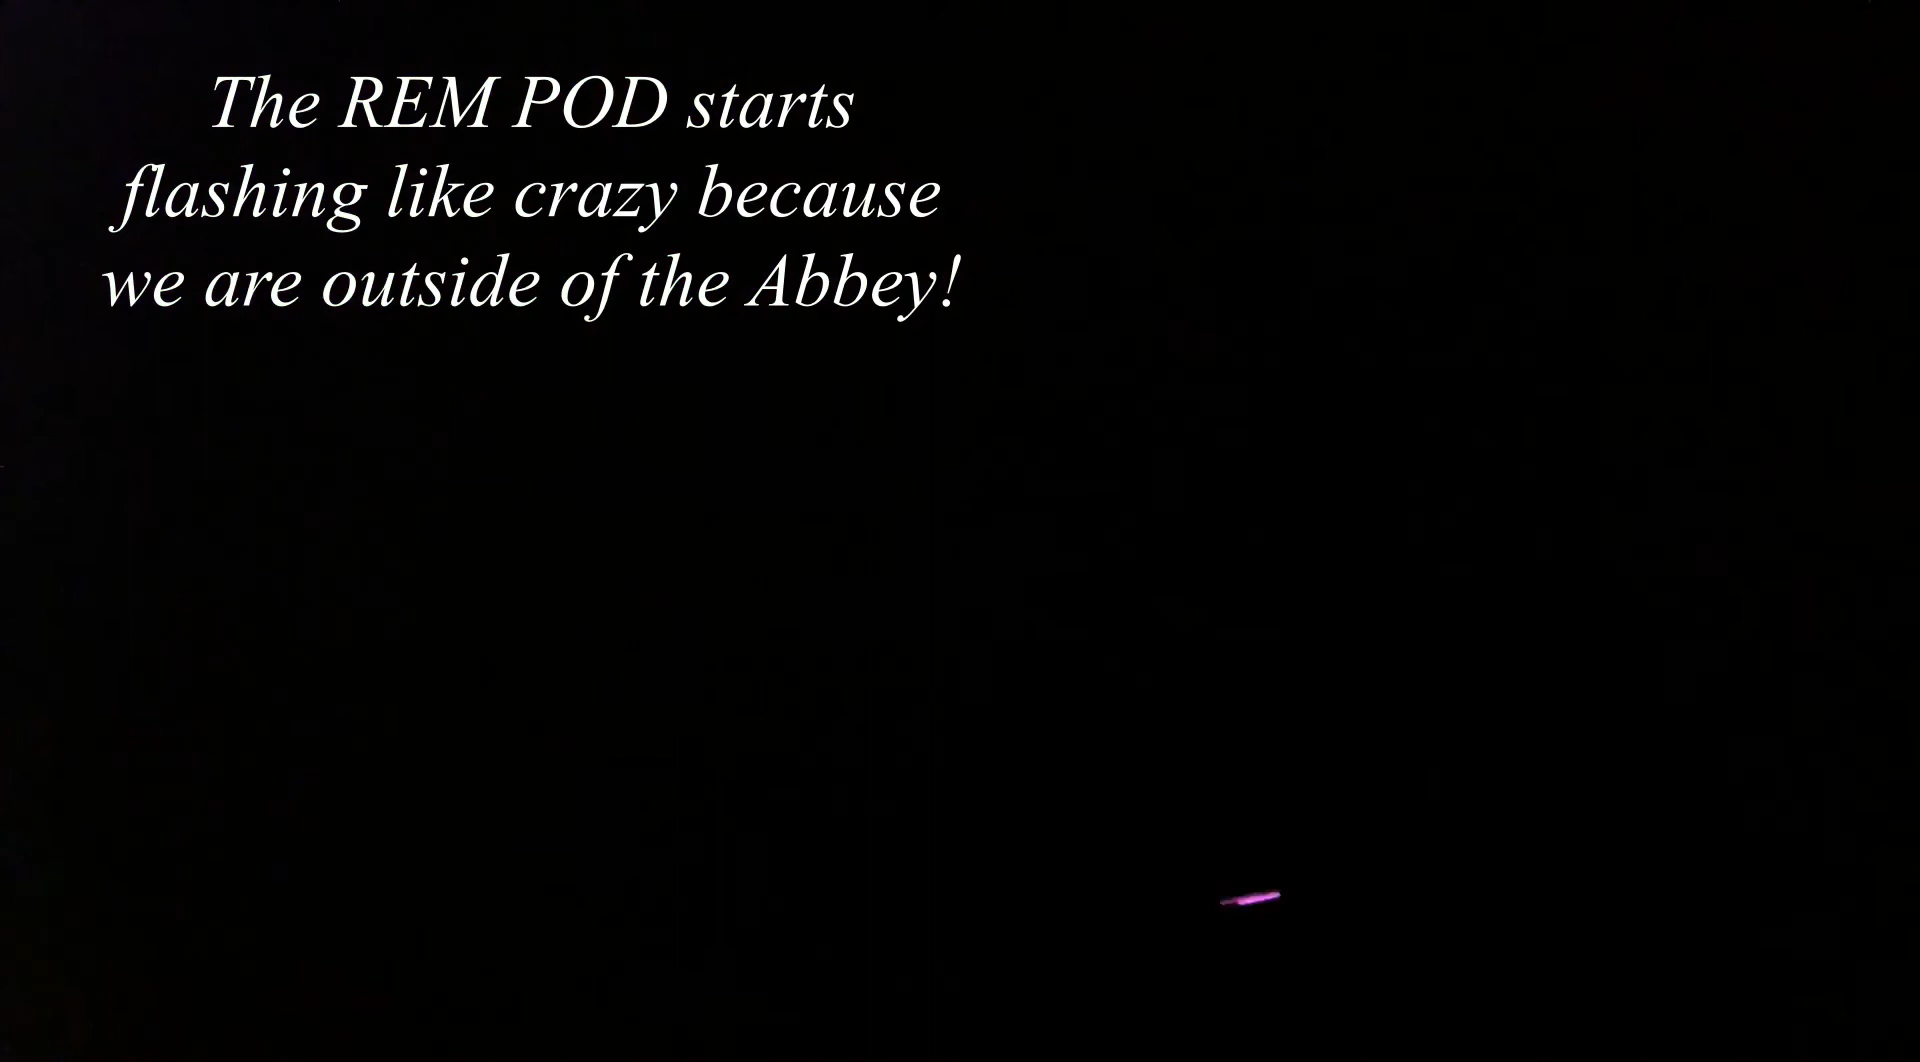 The REM POD starts
flashing like crazy because
we are outside of the Abbey!